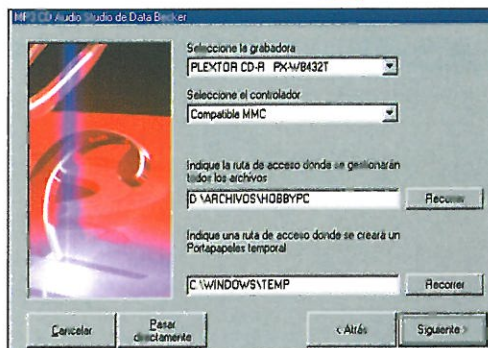 MP3 CD Audio Studio de Data Becker
Seleccione la grabadora
PLEXTOR CD-R PX-W8432T
Seleccione el controlador
Compatible MMC
Indique la ruta de acceso donde se gestionarán
todor los archivos
D:\ARCHIVOS\HOBBYPC
Recorrer
Indique una ruta de acceso donde se creará un
Portapapeles temporal
C:\WINDOWS\TEMP
Recorrer
Cancelar
Pasar
directamente
< Atrás
Siguiente >